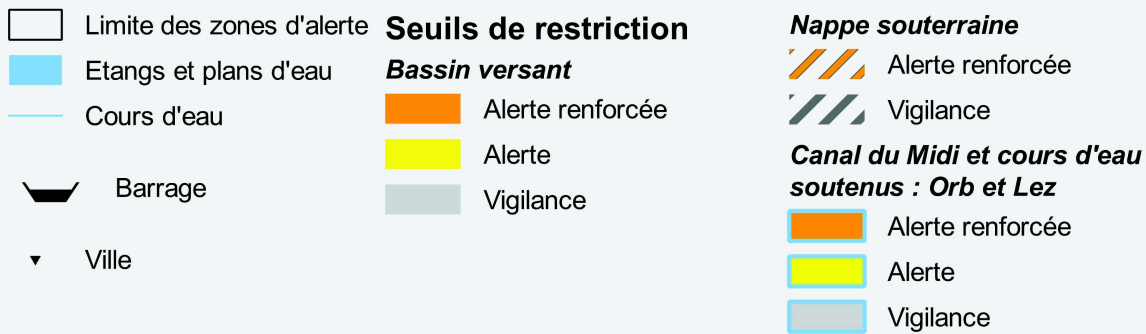 Limite des zones d'alerte
Etangs et plans d'eau
Cours d'eau
Barrage
Ville
Seuils de restriction
Bassin versant
Alerte renforcée
Alerte
Vigilance
Nappe souterraine
Alerte renforcée
Vigilance
Canal du Midi et cours d'eau
soutenus : Orb et Lez
Alerte renforcée
Alerte
Vigilance